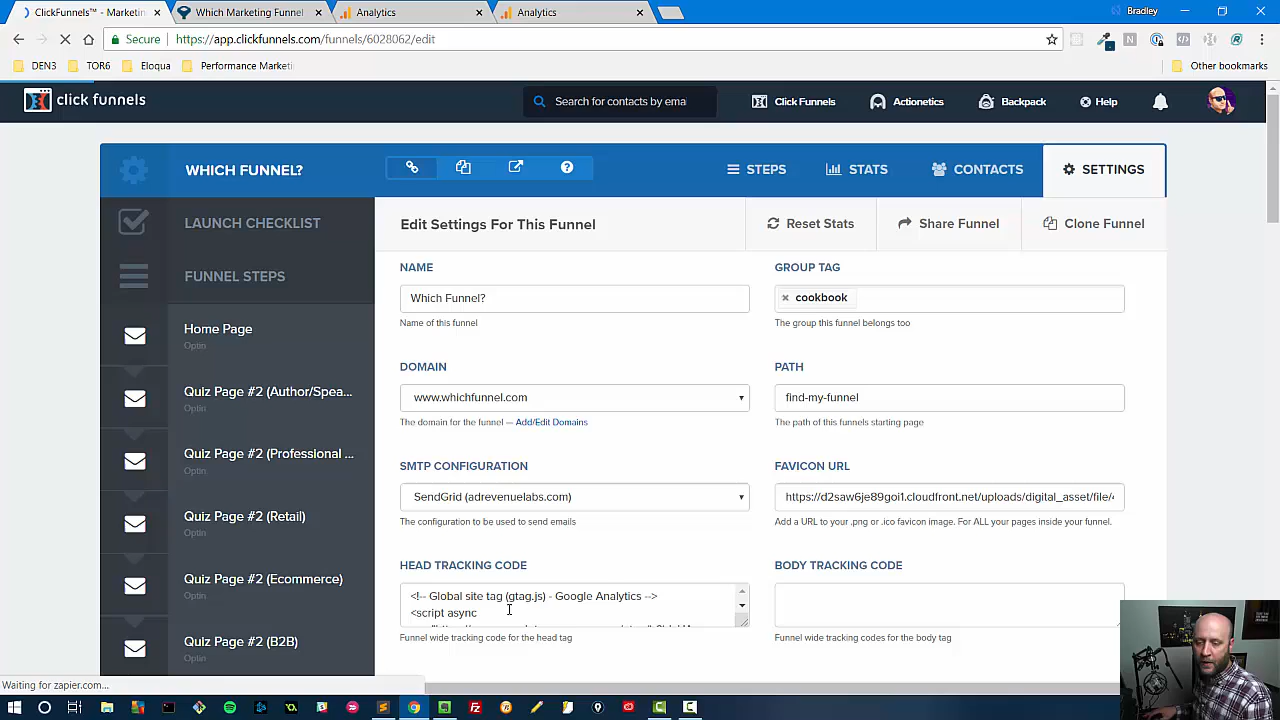 ClickFunnels™ - Marketin
Which Marketing Funnel
Analytics
Analytics
Bradley
Secure
https://app.clickfunnels.com/funnels/6028062/edit
DEN3
TOR6
Eloqua
Performance Marketi
Other bookmarks
click funnels
Search for contacts by emai
Click Funnels
Actionetics
Backpack
Help
WHICH FUNNEL?
STEPS
STATS
CONTACTS
SETTINGS
LAUNCH CHECKLIST
FUNNEL STEPS
Home Page
Optin
Quiz Page #2 (Author/Spea...
Optin
Quiz Page #2 (Professional ...
Optin
Quiz Page #2 (Retail)
Optin
Quiz Page #2 (Ecommerce)
Optin
Quiz Page #2 (B2B)
Optin
Edit Settings For This Funnel
Reset Stats
Share Funnel
Clone Funnel
NAME
Which Funnel?
Name of this funnel
GROUP TAG
× cookbook
The group this funnel belongs too
DOMAIN
www.whichfunnel.com
The domain for the funnel — Add/Edit Domains
PATH
find-my-funnel
The path of this funnels starting page
SMTP CONFIGURATION
SendGrid (adrevenuelabs.com)
The configuration to be used to send emails
FAVICON URL
https://d2saw6je89goi1.cloudfront.net/uploads/digital_asset/file/4
Add a URL to your .png or .ico favicon image. For ALL your pages inside your funnel.
HEAD TRACKING CODE
<!-- Global site tag (gtag.js) - Google Analytics -->
<script async
Funnel wide tracking code for the head tag
BODY TRACKING CODE
Funnel wide tracking codes for the body tag
Waiting for zapier.com...